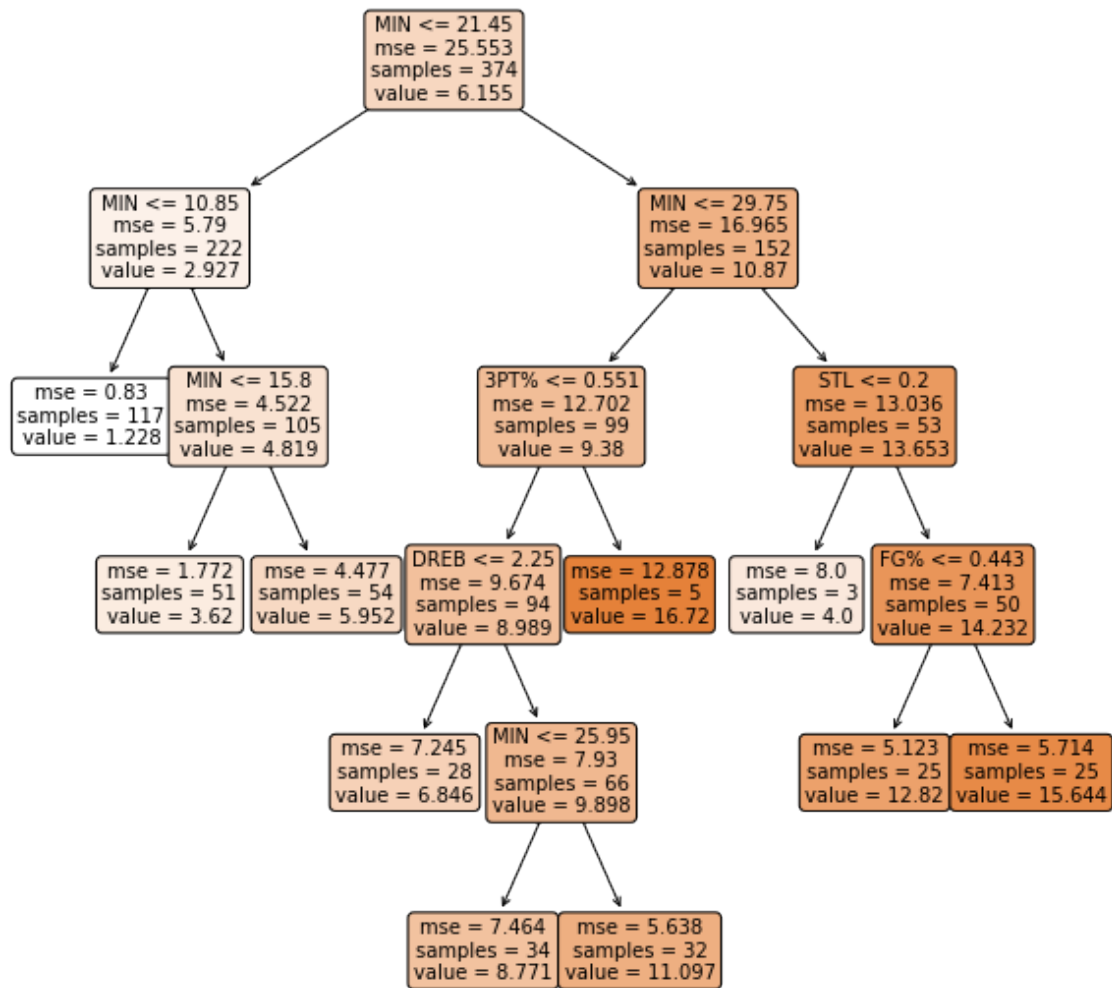 MIN <= 21.45
mse = 25.553
samples = 374
value = 6.155
MIN <= 10.85
mse = 5.79
samples = 222
value = 2.927
MIN <= 29.75
mse = 16.965
samples = 152
value = 10.87
mse = 0.83
samples = 117
value = 1.228
MIN <= 15.8
mse = 4.522
samples = 105
value = 4.819
3PT% <= 0.551
mse = 12.702
samples = 99
value = 9.38
STL <= 0.2
mse = 13.036
samples = 53
value = 13.653
mse = 1.772
samples = 51
value = 3.62
mse = 4.477
samples = 54
value = 5.952
DREB <= 2.25
mse = 9.674
samples = 94
value = 8.989
mse = 12.878
samples = 5
value = 16.72
mse = 8.0
samples = 3
value = 4.0
FG% <= 0.443
mse = 7.413
samples = 50
value = 14.232
mse = 7.245
samples = 28
value = 6.846
MIN <= 25.95
mse = 7.93
samples = 66
value = 9.898
mse = 5.123
samples = 25
value = 12.82
mse = 5.714
samples = 25
value = 15.644
mse = 7.464
samples = 34
value = 8.771
mse = 5.638
samples = 32
value = 11.097